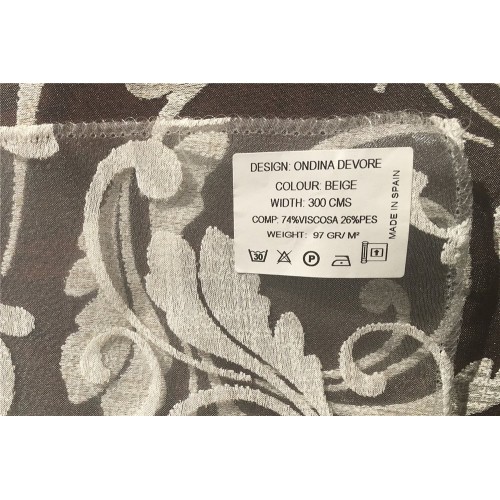 DESIGN: ONDINA DEVORE
COLOUR: BEIGE
WIDTH: 300 CMS
COMP: 74%VISCOSA 26%PES
WEIGHT: 97 GR/ M²
MADE IN SPAIN
30
P